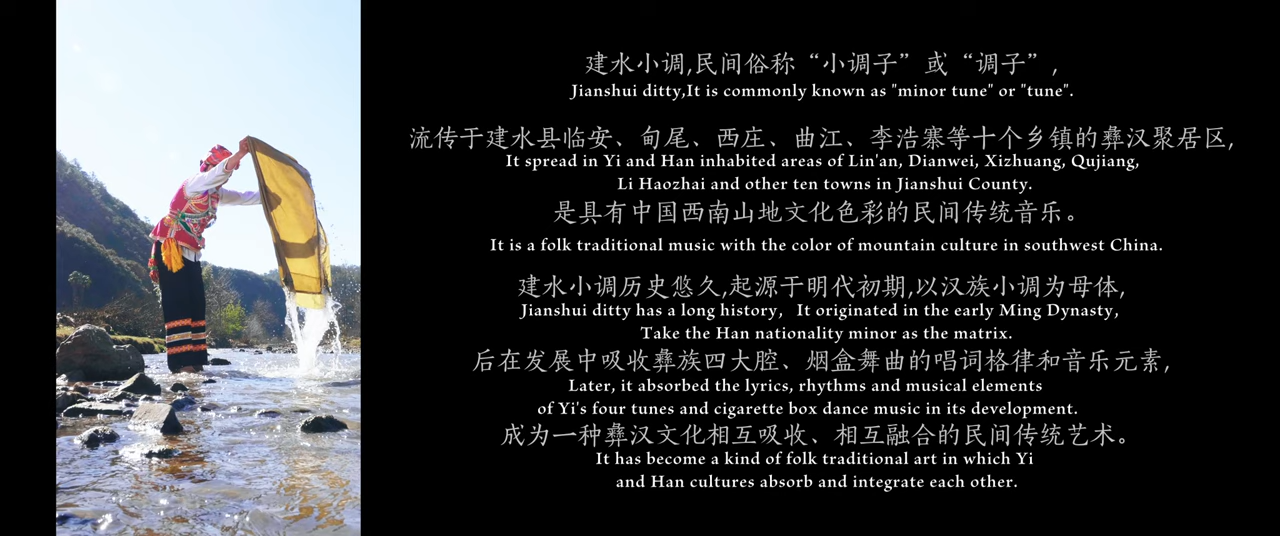 建水小调,民间俗称“小调子”或“调子”,
Jianshui ditty,It is commonly known as "minor tune" or "tune".
流传于建水县临安、甸尾、西庄、曲江、李浩寨等十个乡镇的彝汉聚居区,
It spread in Yi and Han inhabited areas of Lin'an, Dianwei, Xizhuang, Qujiang,
Li Haozhai and other ten towns in Jianshui County.
是具有中国西南山地文化色彩的民间传统音乐。
It is a folk traditional music with the color of mountain culture in southwest China.
建水小调历史悠久,起源于明代初期,以汉族小调为母体,
Jianshui ditty has a long history, It originated in the early Ming Dynasty,
Take the Han nationality minor as the matrix.
后在发展中吸收彝族四大腔、烟盒舞曲的唱词格律和音乐元素,
Later, it absorbed the lyrics, rhythms and musical elements
of Yi's four tunes and cigarette box dance music in its development.
成为一种彝汉文化相互吸收、相互融合的民间传统艺术。
It has become a kind of folk traditional art in which Yi
and Han cultures absorb and integrate each other.